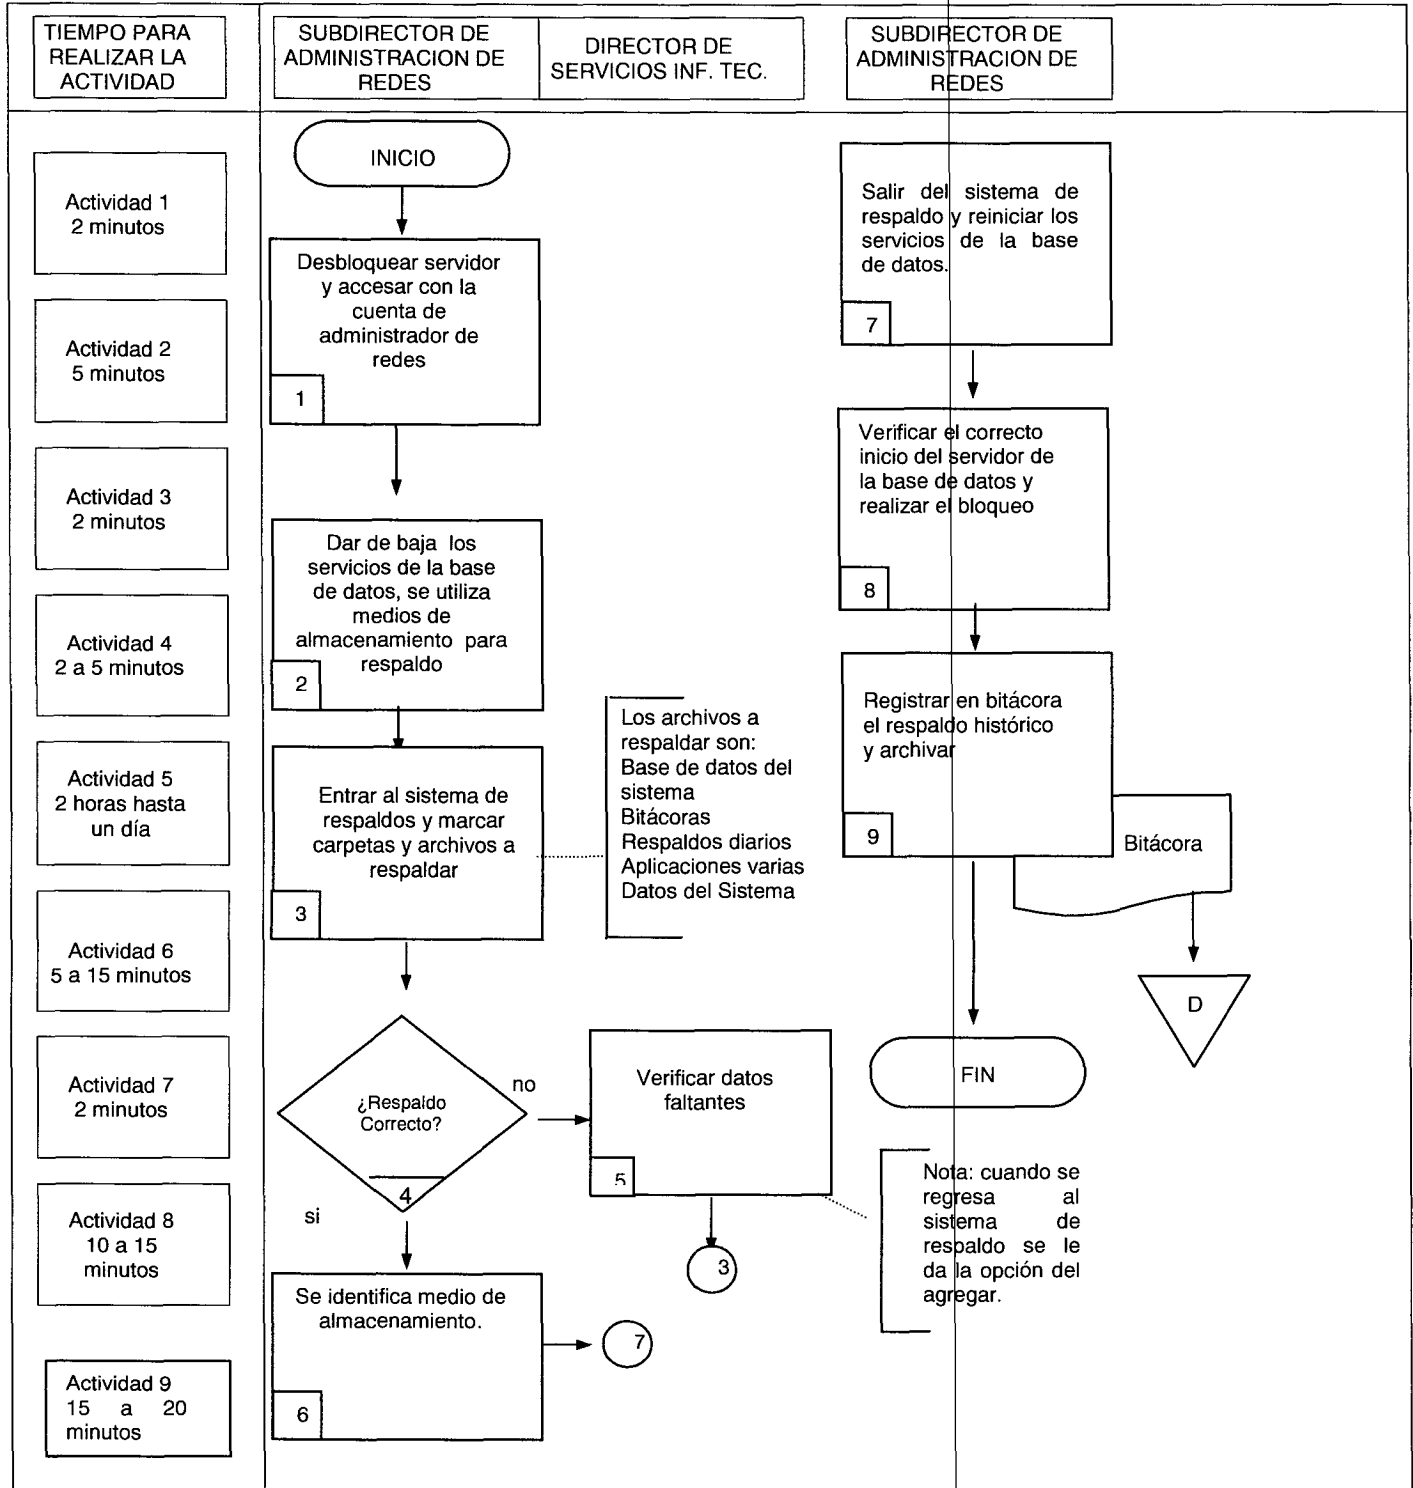 TIEMPO PARA
REALIZAR LA
ACTIVIDAD
SUBDIRECTOR DE
ADMINISTRACION DE
REDES
DIRECTOR DE
SERVICIOS INF. TEC.
SUBDIRECTOR DE
ADMINISTRACION DE
REDES
Actividad 1
2 minutos
Actividad 2
5 minutos
Actividad 3
2 minutos
Actividad 4
2 a 5 minutos
Actividad 5
2 horas hasta
un día
Actividad 6
5 a 15 minutos
Actividad 7
2 minutos
Actividad 8
10 a 15
minutos
Actividad 9
15 a 20
minutos
INICIO
Desbloquear servidor
y accesar con la
cuenta de
administrador de
redes
1
Dar de baja los
servicios de la base
de datos, se utiliza
medios de
almacenamiento para
respaldo
2
Entrar al sistema de
respaldos y marcar
carpetas y archivos a
respaldar
3
Los archivos a
respaldar son:
Base de datos del
sistema
Bitácoras
Respaldos diarios
Aplicaciones varias
Datos del Sistema
¿Respaldo
Correcto?
4
no
si
Verificar datos
faltantes
5
3
Se identifica medio de
almacenamiento.
6
7
Salir del sistema de
respaldo y reiniciar los
servicios de la base
de datos.
7
Verificar el correcto
inicio del servidor de
la base de datos y
realizar el bloqueo
8
Registrar en bitácora
el respaldo histórico
y archivar
9
Bitácora
D
FIN
Nota: cuando se
regresa al
sistema de
respaldo se le
da la opción del
agregar.